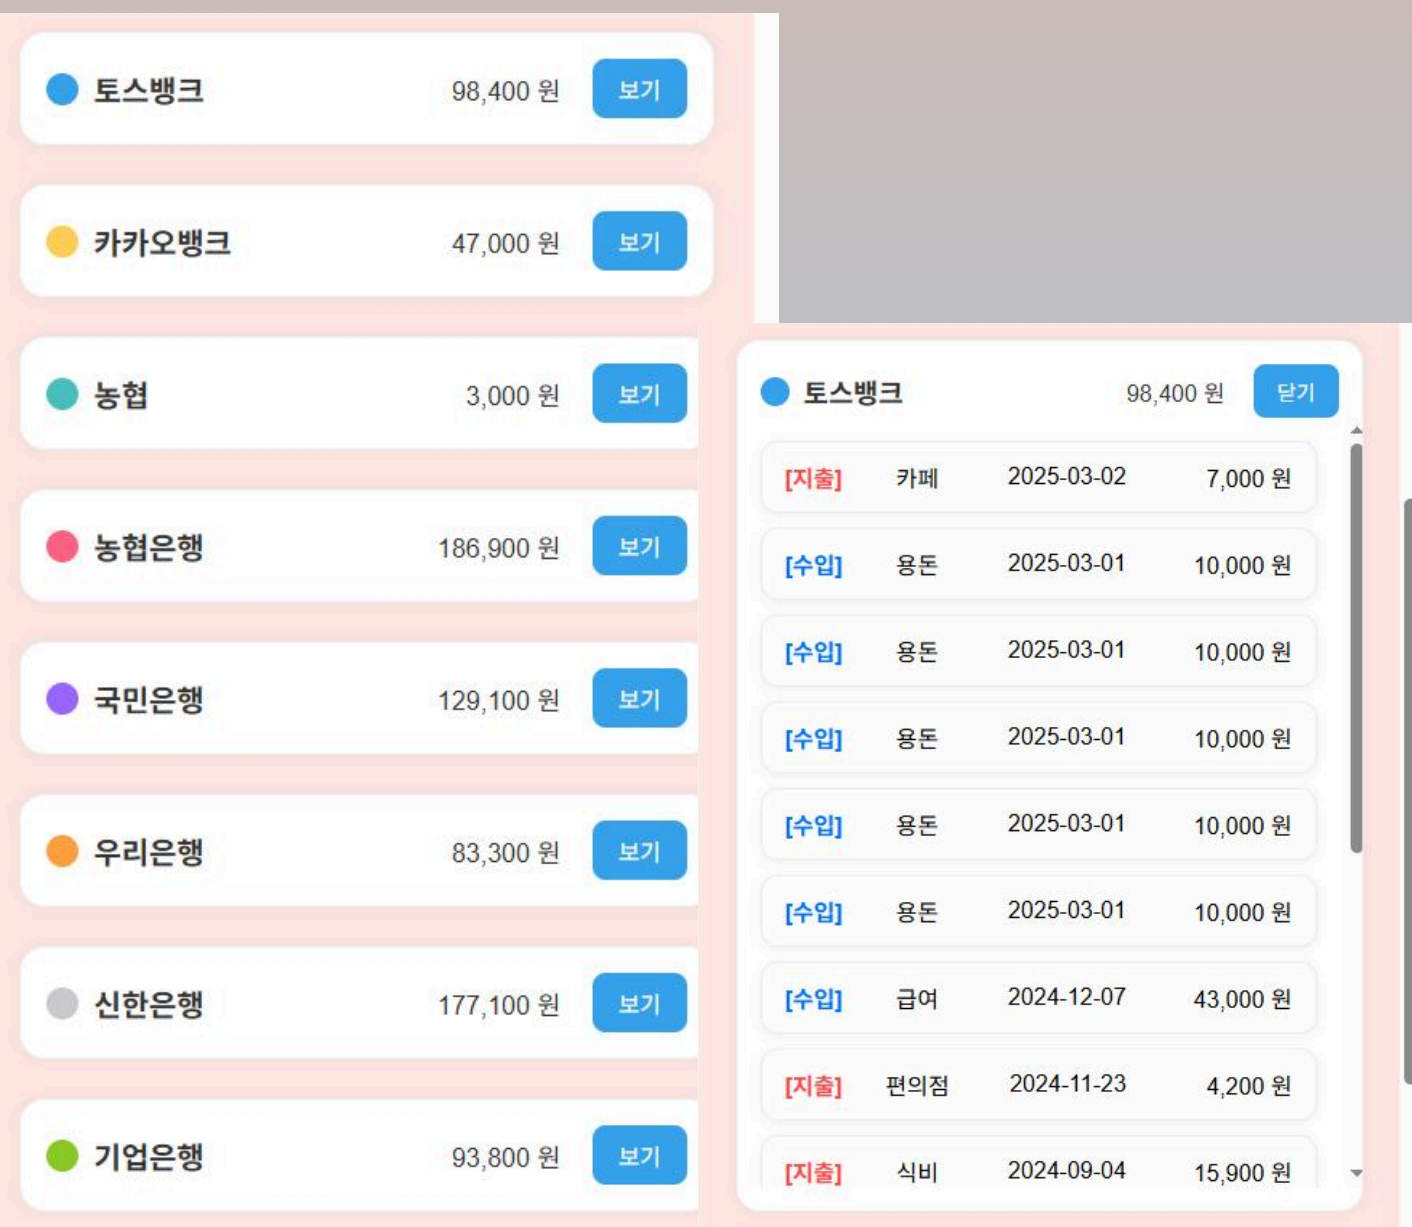 토스뱅크 98,400 원 보기
카카오뱅크 47,000 원 보기
농협 3,000 원 보기
농협은행 186,900 원 보기
국민은행 129,100 원 보기
우리은행 83,300 원 보기
신한은행 177,100 원 보기
기업은행 93,800 원 보기
토스뱅크 98,400 원 닫기
[지출] 카페 2025-03-02 7,000 원
[수입] 용돈 2025-03-01 10,000 원
[수입] 용돈 2025-03-01 10,000 원
[수입] 용돈 2025-03-01 10,000 원
[수입] 용돈 2025-03-01 10,000 원
[수입] 용돈 2025-03-01 10,000 원
[수입] 급여 2024-12-07 43,000 원
[지출] 편의점 2024-11-23 4,200 원
[지출] 식비 2024-09-04 15,900 원